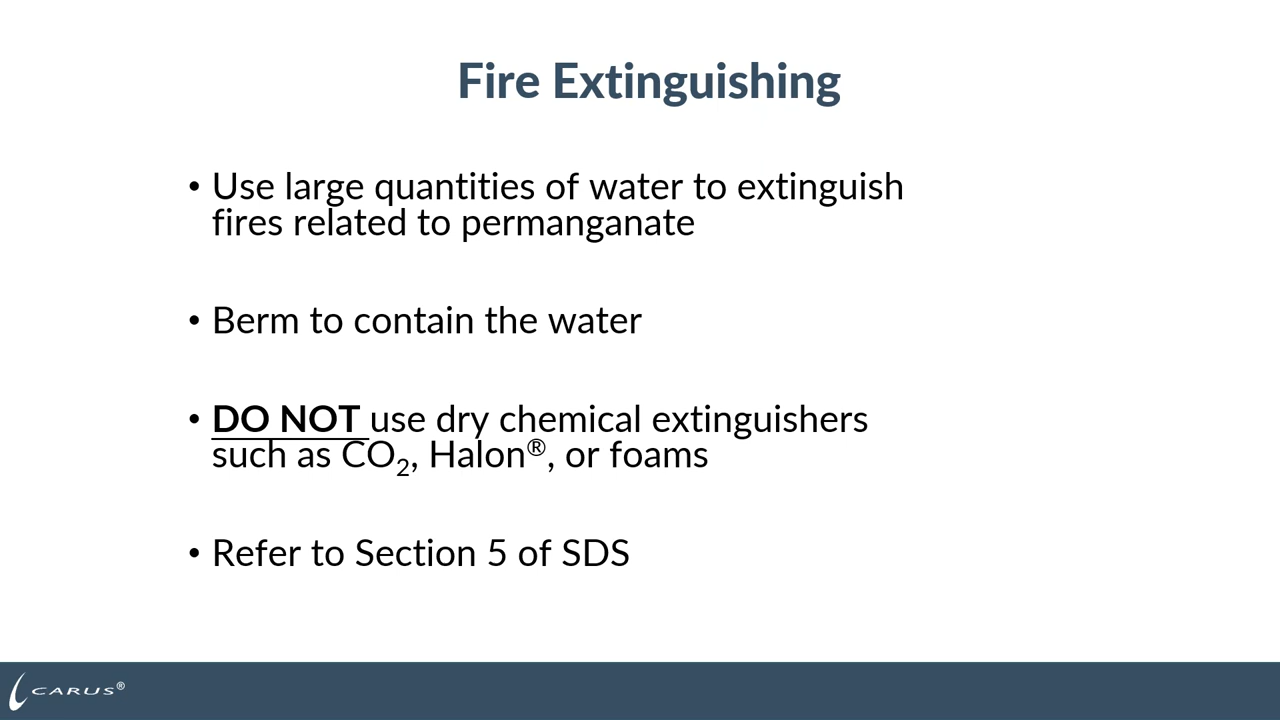 Fire Extinguishing
• Use large quantities of water to extinguish
fires related to permanganate
• Berm to contain the water
• DO NOT use dry chemical extinguishers
such as CO₂, Halon®, or foams
• Refer to Section 5 of SDS
CARUS®